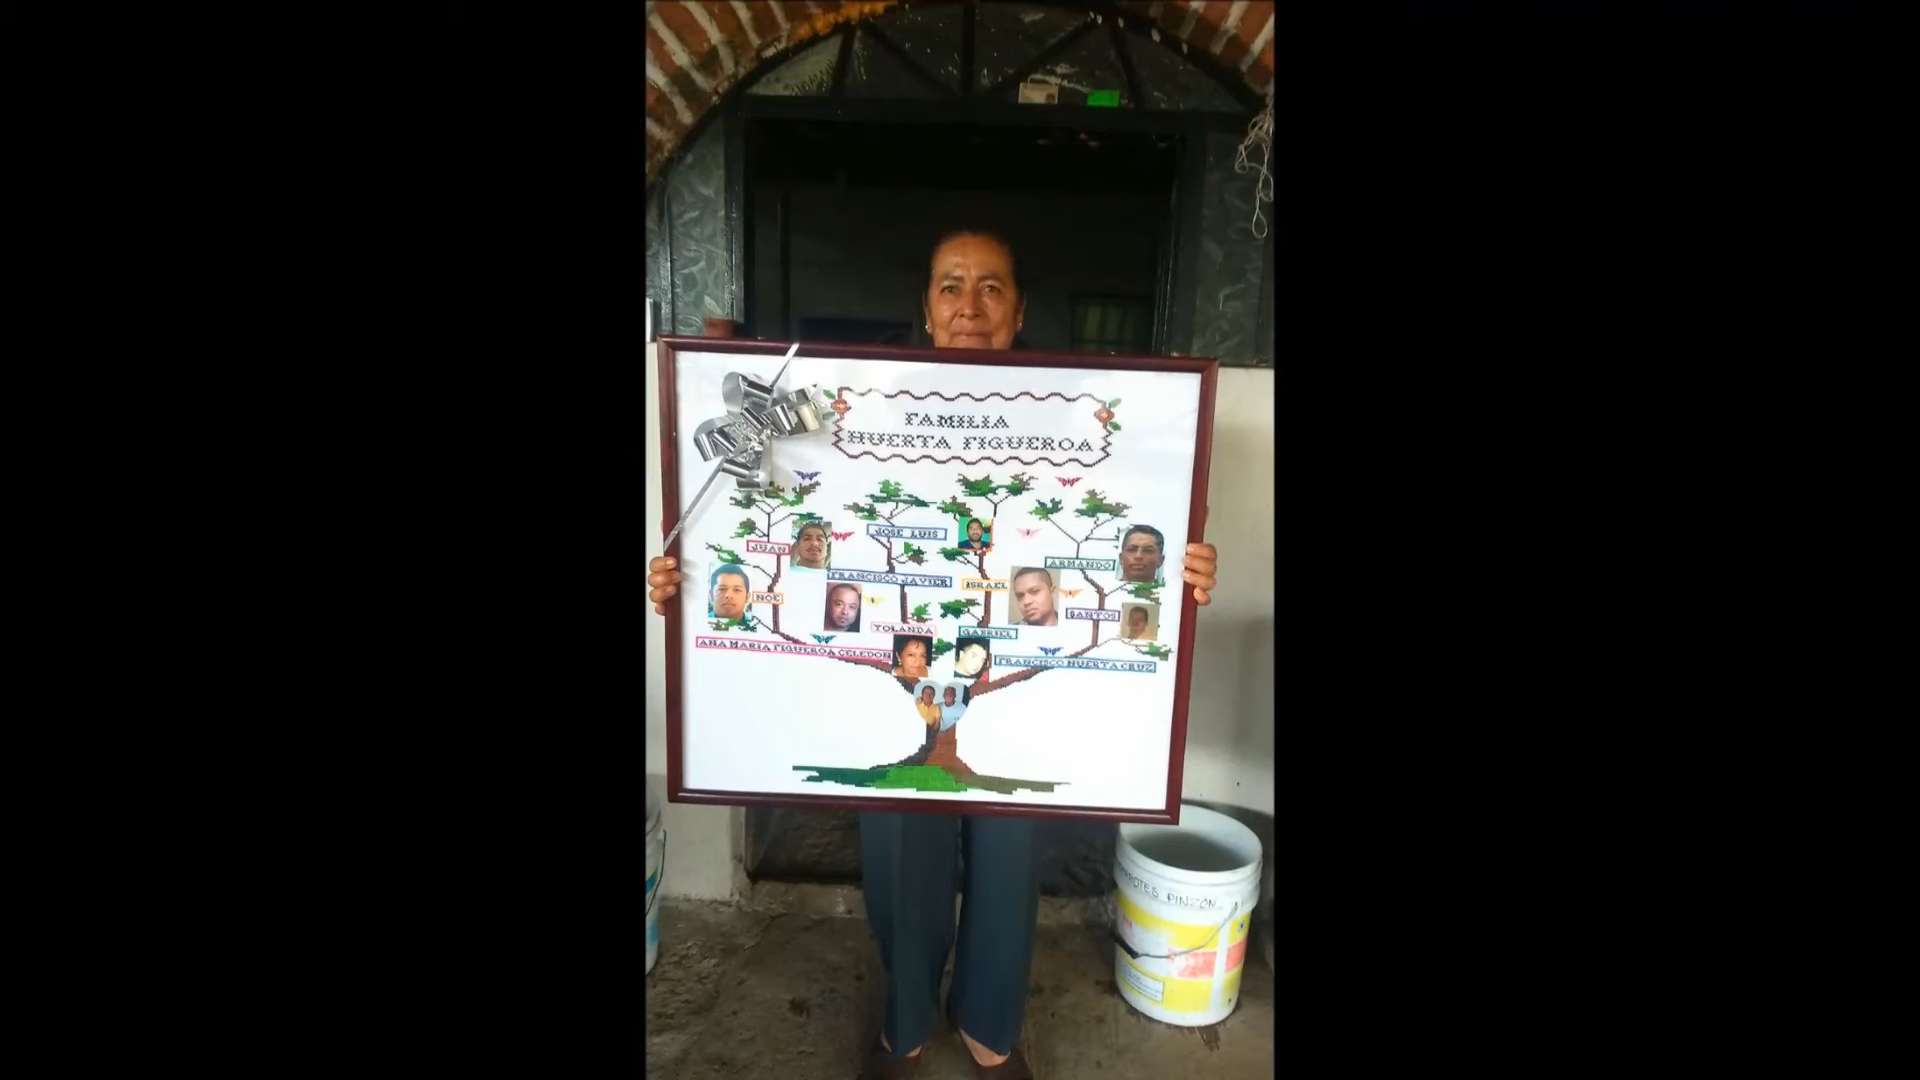 FAMILIA
HUERTA FIGUEROA
JOSE LUIS
JUAN
ARMANDO
FRANCISCO JAVIER
ISRAEL
NOE
SANTOS
YOLANDA
GABRIEL
ANA MARIA FIGUEROA CELEDON
FRANCISCO HUERTA CRUZ
PINZON